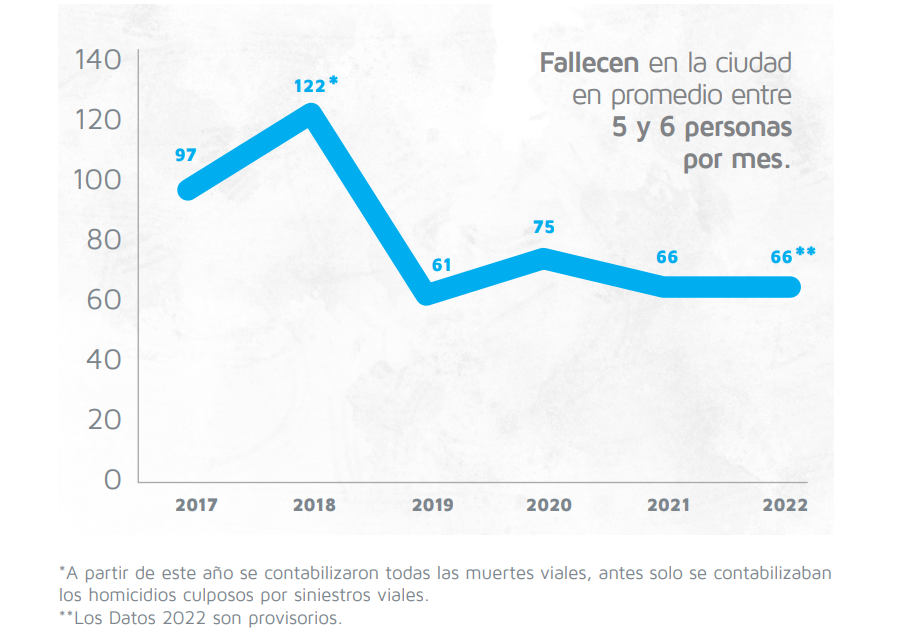 Fallecen en la ciudad
en promedio entre
5 y 6 personas
por mes.
140
120
100
80
60
40
20
0
97
122*
61
75
66
66**
2017
2018
2019
2020
2021
2022
*A partir de este año se contabilizaron todas las muertes viales, antes solo se contabilizaban
los homicidios culposos por siniestros viales.
**Los Datos 2022 son provisorios.